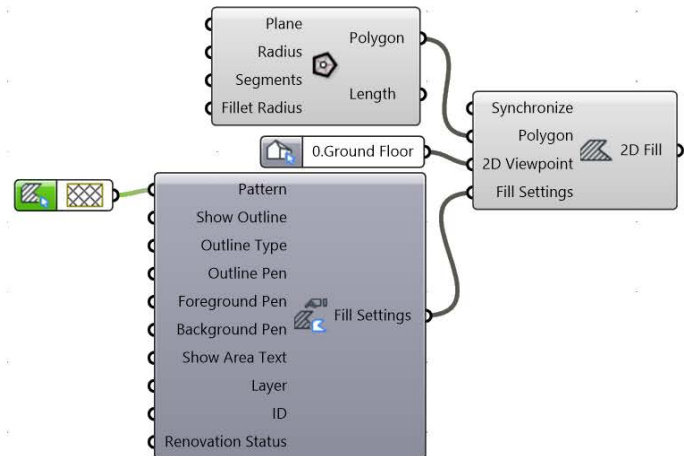 Plane
Radius
Segments
Fillet Radius
Polygon
Length
0.Ground Floor
Synchronize
Polygon
2D Viewpoint
Fill Settings
2D Fill
Pattern
Show Outline
Outline Type
Outline Pen
Foreground Pen
Background Pen
Show Area Text
Layer
ID
Renovation Status
Fill Settings